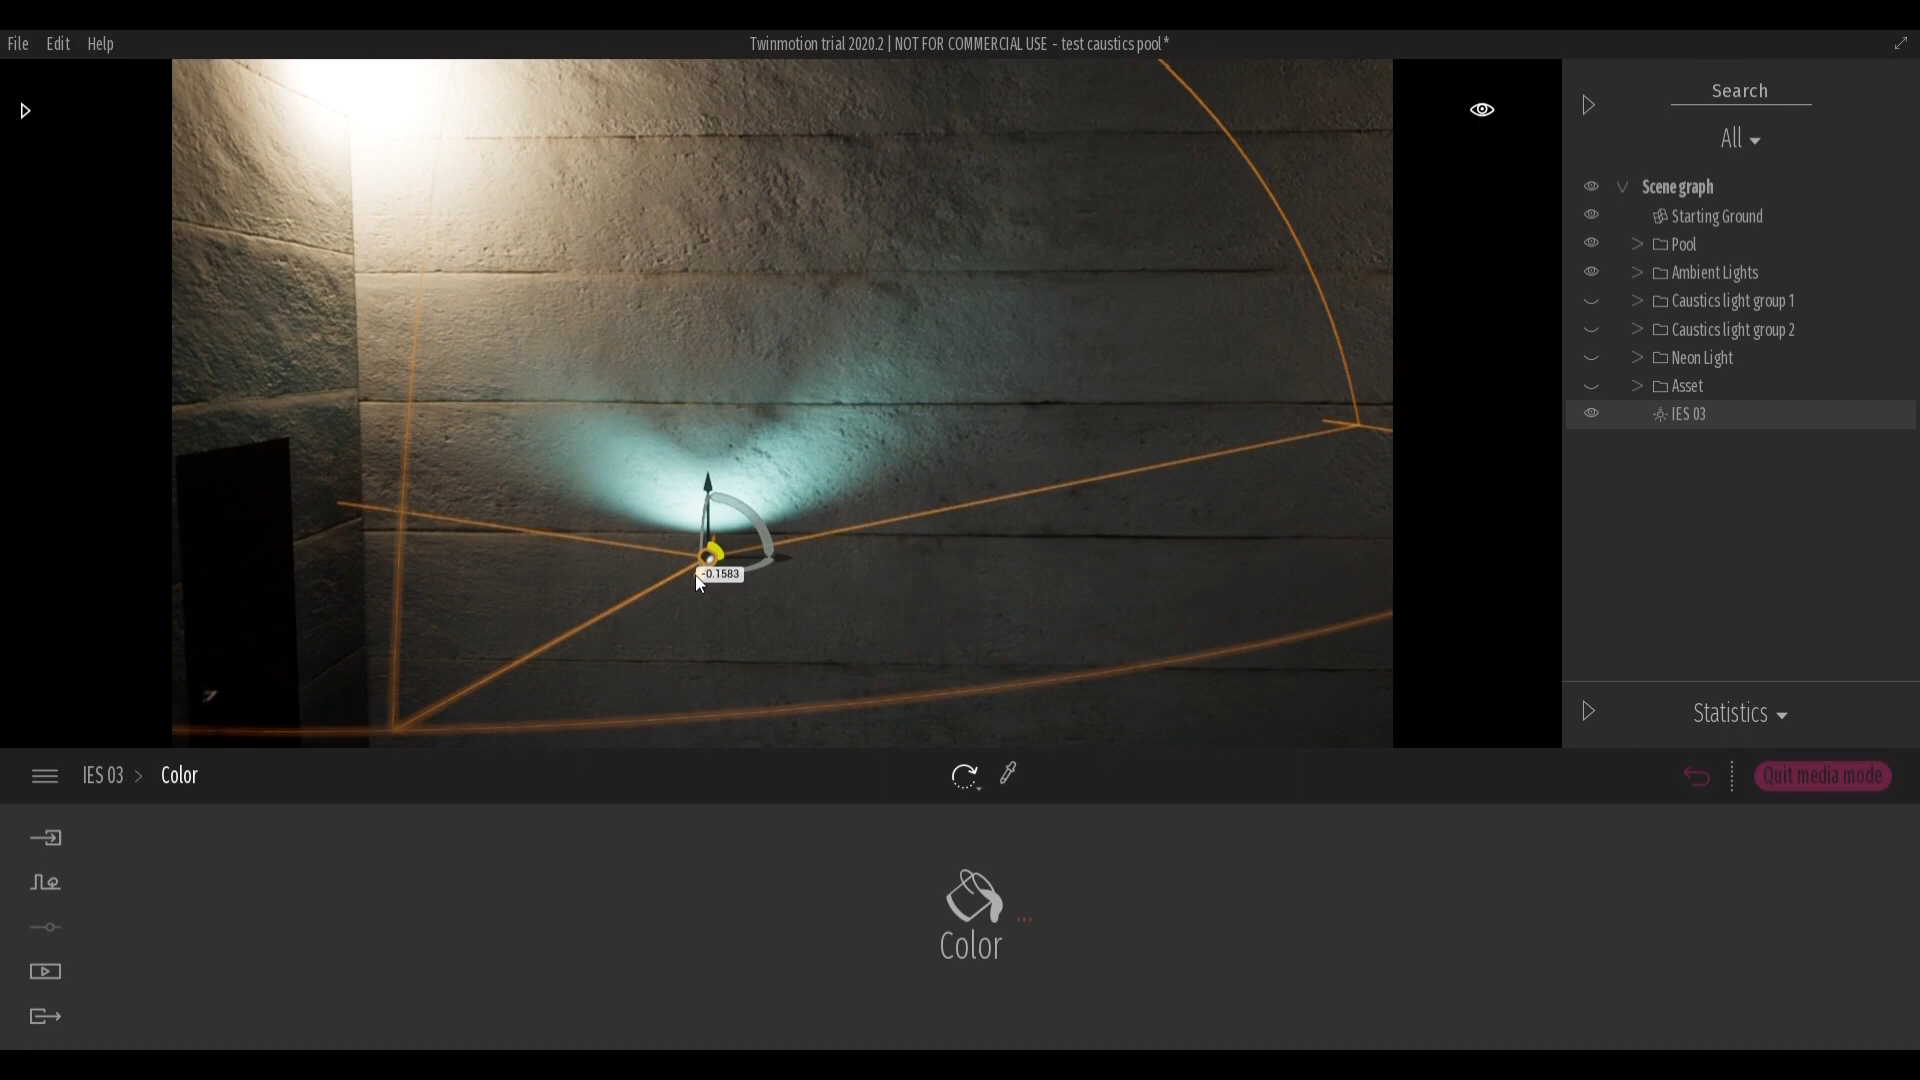 File Edit Help
Twinmotion trial 2020.2 | NOT FOR COMMERCIAL USE - test caustics pool*
Search
All
Scene graph
Starting Ground
Pool
Ambient Lights
Caustics light group 1
Caustics light group 2
Neon Light
Asset
IES 03
-0.1583
Statistics
IES 03 > Color
Quit media mode
Color
...